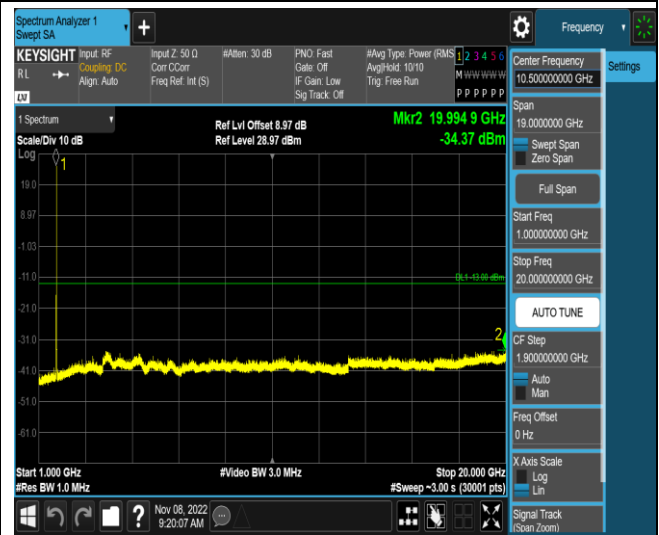 Spectrum Analyzer 1
Swept SA
Frequency
KEYSIGHT
RL
LXI
Input: RF
Coupling: DC
Align: Auto
Input Z: 50 Ω
Corr CCorr
Freq Ref: Int (S)
#Atten: 30 dB
PNO: Fast
Gate: Off
IF Gain: Low
Sig Track: Off
#Avg Type: Power (RMS
Avg|Hold: 10/10
Trig: Free Run
1 2 3 4 5 6
M W W W W W
P P P P P P
Center Frequency
10.500000000 GHz
Settings
Span
19.0000000 GHz
Swept Span
Zero Span
Full Span
Start Freq
1.000000000 GHz
Stop Freq
20.000000000 GHz
AUTO TUNE
CF Step
1.900000000 GHz
Auto
Man
Freq Offset
0 Hz
X Axis Scale
Log
Lin
Signal Track
(Span Zoom)
1 Spectrum
Scale/Div 10 dB
Log
Ref Lvl Offset 8.97 dB
Ref Level 28.97 dBm
Mkr2 19.994 9 GHz
-34.37 dBm
1
19.0
8.97
-1.03
-11.0
DL1 -13.00 dBm
-21.0
-31.0
2
-41.0
-51.0
-61.0
Start 1.000 GHz
#Res BW 1.0 MHz
#Video BW 3.0 MHz
Stop 20.000 GHz
#Sweep ~3.00 s (30001 pts)
?
Nov 08, 2022
9:20:07 AM